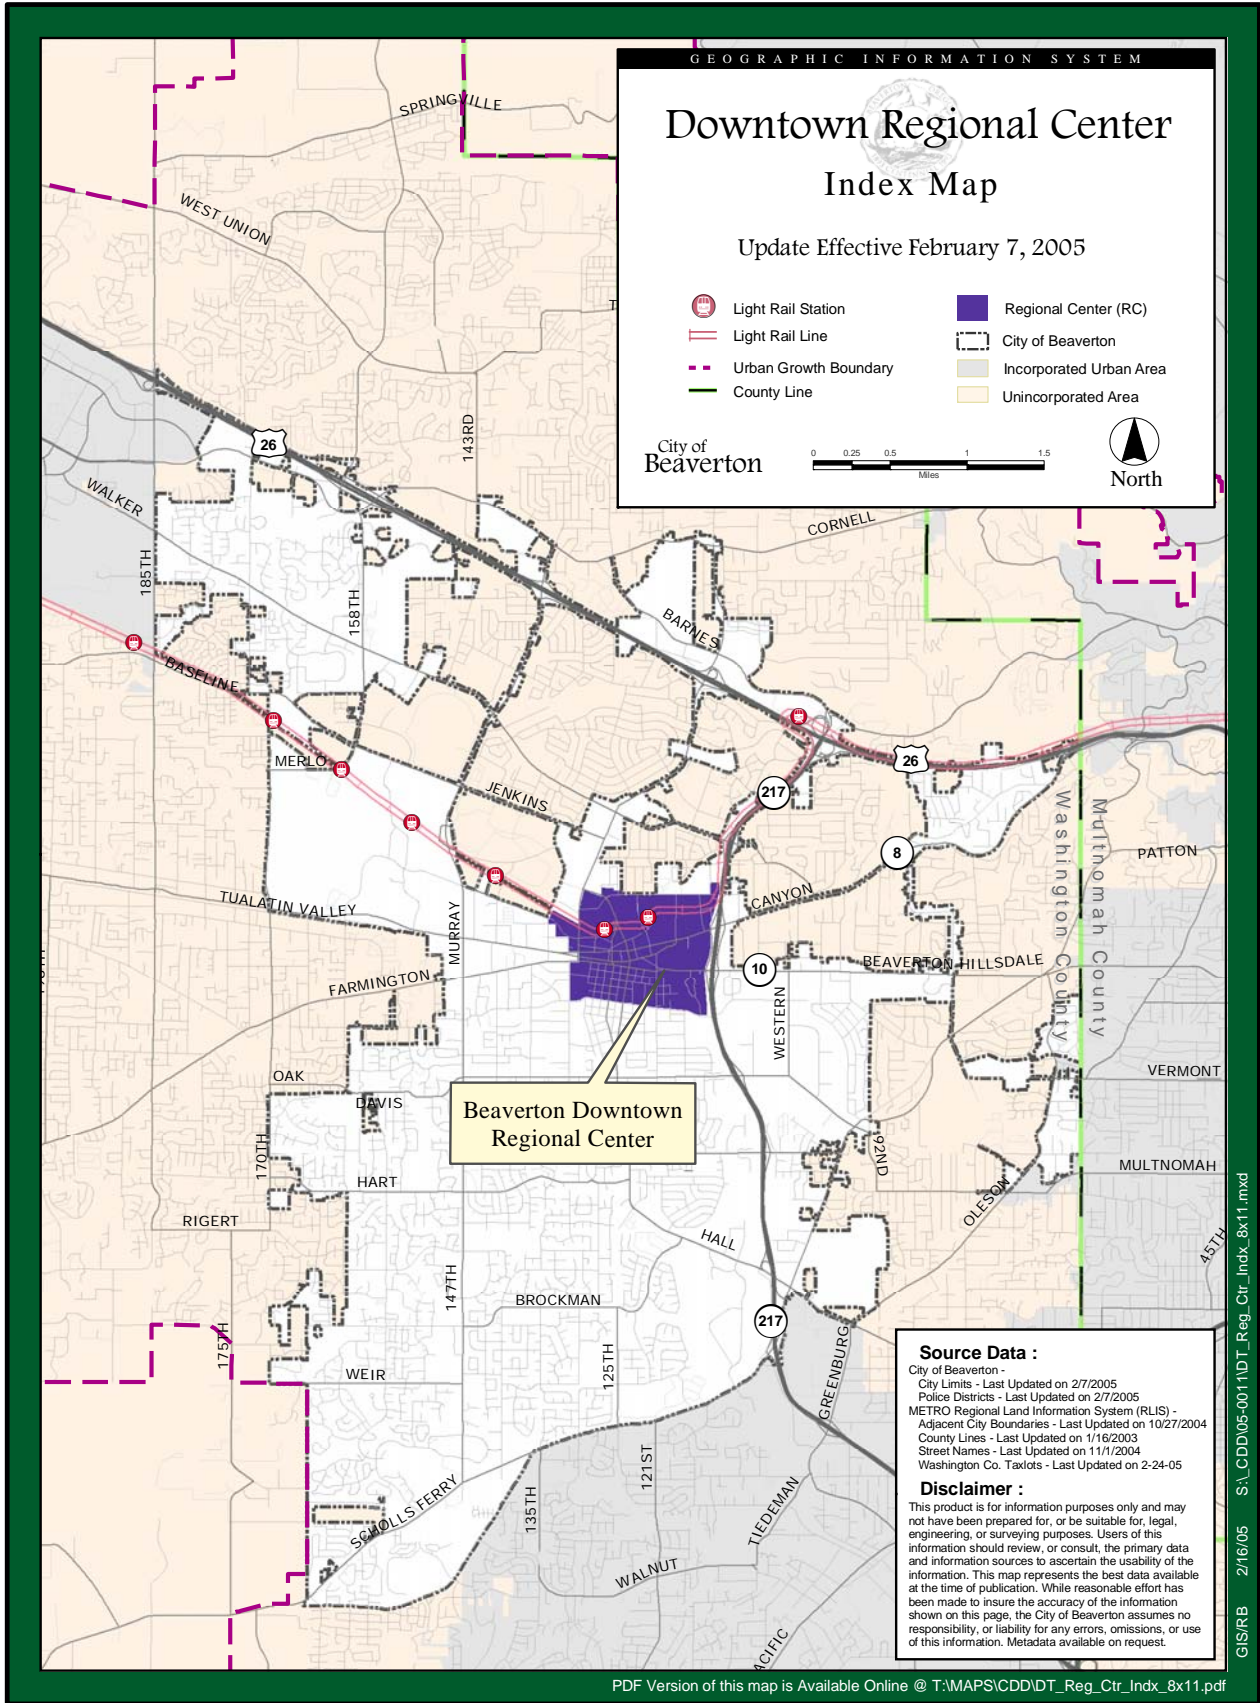 GEOGRAPHIC INFORMATION SYSTEM
Downtown Regional Center
Index Map
Update Effective February 7, 2005
Light Rail Station
Light Rail Line
Urban Growth Boundary
County Line
Regional Center (RC)
City of Beaverton
Incorporated Urban Area
Unincorporated Area
City of
Beaverton
0 0.25 0.5 1 1.5
Miles
North
SPRINGVILLE
WEST UNION
T
26
143RD
WALKER
CORNELL
185TH
158TH
BARNES
BASELINE
MERLO
JENKINS
217
26
8
Washington County
Multnomah County
PATTON
CANYON
TUALATIN VALLEY
MURRAY
FARMINGTON
10
BEAVERTON HILLSDALE
WESTERN
OAK
DAVIS
VERMONT
Beaverton Downtown
Regional Center
170TH
HART
92ND
MULTNOMAH
RIGERT
OLESON
HALL
45TH
147TH
BROCKMAN
175TH
217
WEIR
125TH
GREENBURG
121ST
SCHOLLS FERRY
135TH
TIEDEMAN
WALNUT
ACIFIC
Source Data :
City of Beaverton -
City Limits - Last Updated on 2/7/2005
Police Districts - Last Updated on 2/7/2005
METRO Regional Land Information System (RLIS) -
Adjacent City Boundaries - Last Updated on 10/27/2004
County Lines - Last Updated on 1/16/2003
Street Names - Last Updated on 11/1/2004
Washington Co. Taxlots - Last Updated on 2-24-05
Disclaimer :
This product is for information purposes only and may
not have been prepared for, or be suitable for, legal,
engineering, or surveying purposes. Users of this
information should review, or consult, the primary data
and information sources to ascertain the usability of the
information. This map represents the best data available
at the time of publication. While reasonable effort has
been made to insure the accuracy of the information
shown on this page, the City of Beaverton assumes no
responsibility, or liability for any errors, omissions, or use
of this information. Metadata available on request.
GIS/RB 2/16/05 S:\_CDD\05-0011\DT_Reg_Ctr_Indx_8x11.mxd
PDF Version of this map is Available Online @ T:\MAPS\CDD\DT_Reg_Ctr_Indx_8x11.pdf